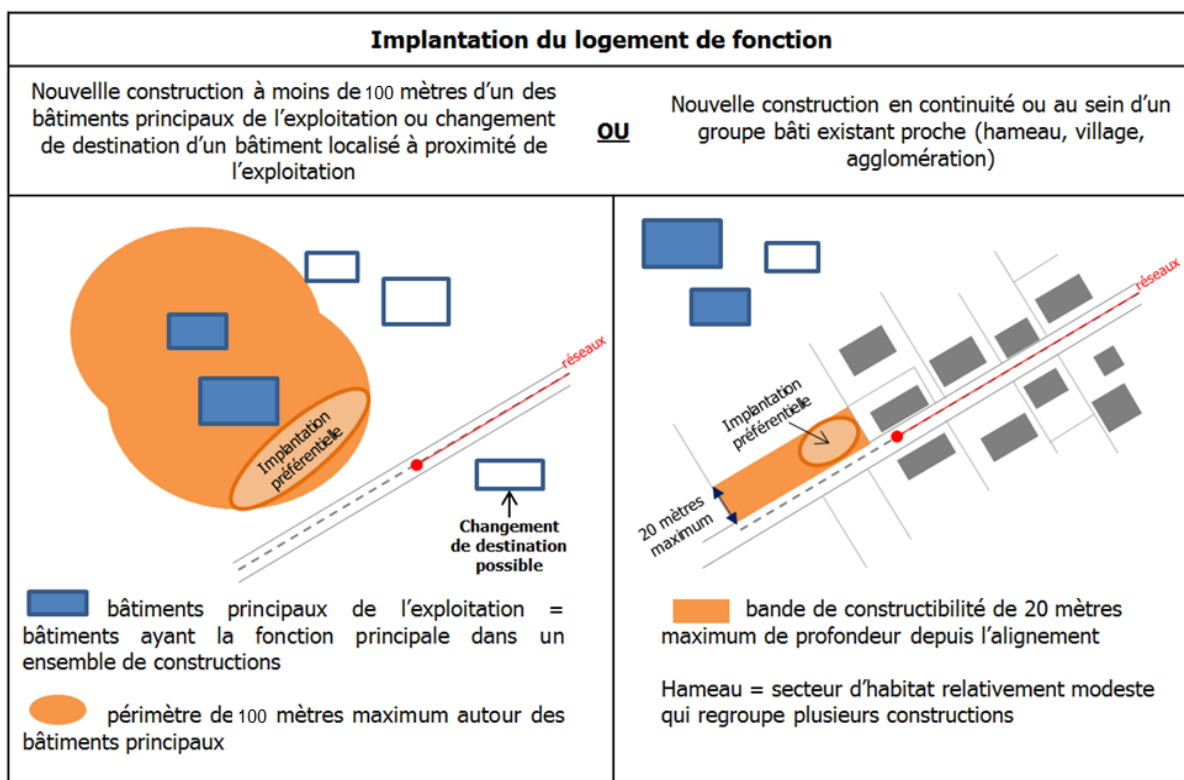 Implantation du logement de fonction
Nouvellle construction à moins de 100 mètres d'un des
bâtiments principaux de l'exploitation ou changement
de destination d'un bâtiment localisé à proximité de
l'exploitation
OU
Nouvelle construction en continuité ou au sein d'un
groupe bâti existant proche (hameau, village,
agglomération)
réseaux
Implantation
préférentielle
Changement
de destination
possible
bâtiments principaux de l'exploitation =
bâtiments ayant la fonction principale dans un
ensemble de constructions
périmètre de 100 mètres maximum autour des
bâtiments principaux
réseaux
Implantation
préférentielle
20 mètres
maximum
bande de constructibilité de 20 mètres
maximum de profondeur depuis l'alignement
Hameau = secteur d'habitat relativement modeste
qui regroupe plusieurs constructions